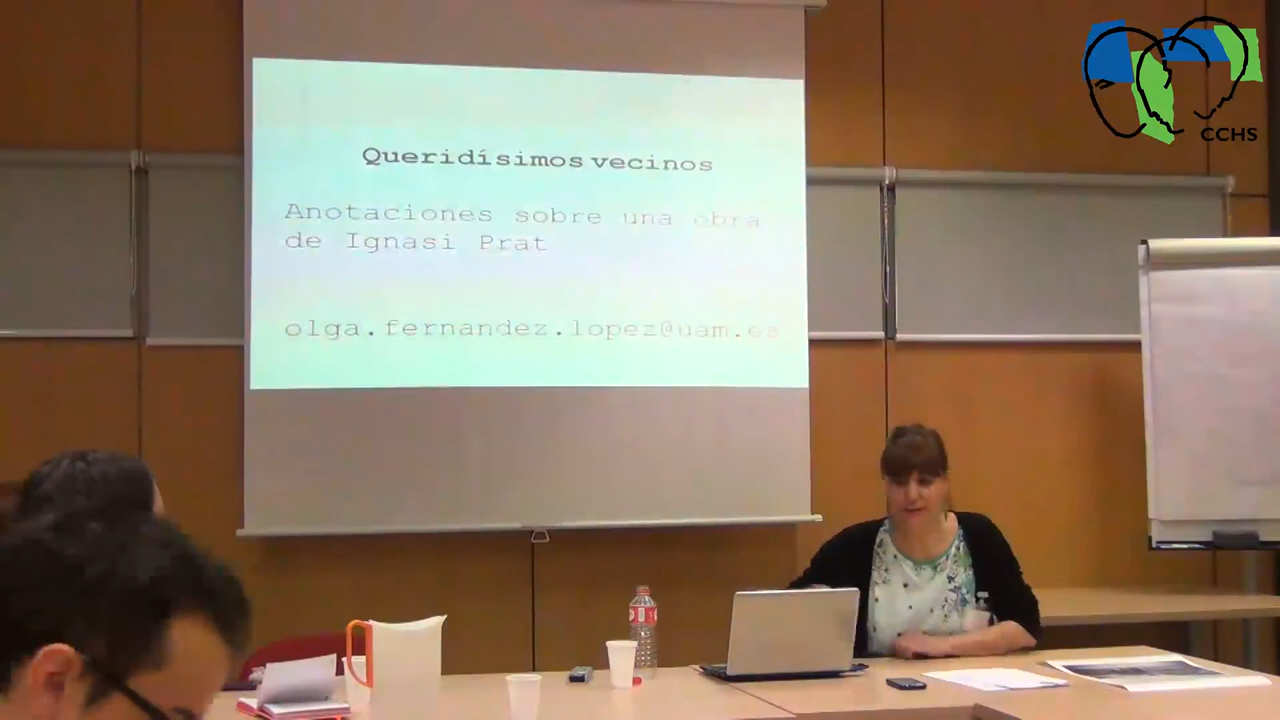 Queridísimos vecinos
Anotaciones sobre una obra
de Ignasi Prat
olga.fernandez.lopez@uam.es
CCHS